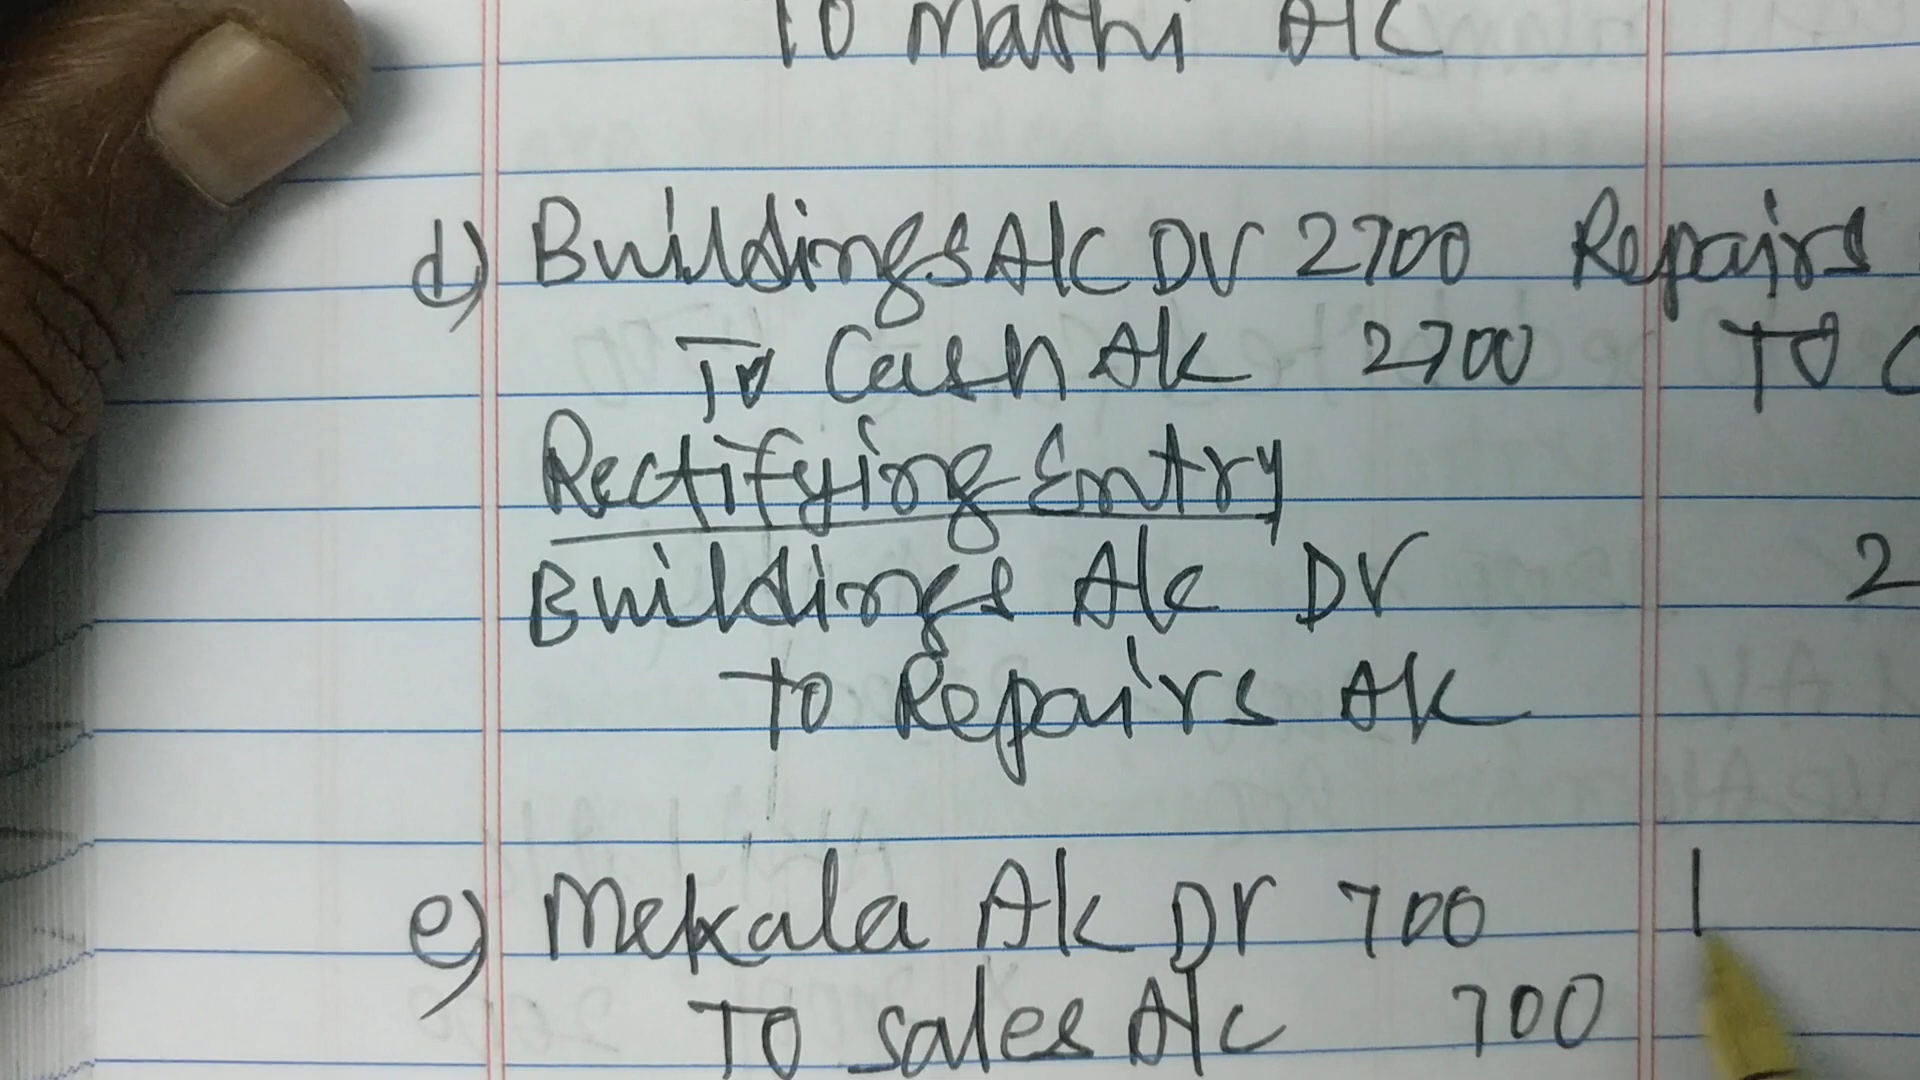 To Mathi A/C
d) Buildings A/C Dr 2700 Repairs
To Cash A/c 2700 To C
Rectifying Entry
Buildings A/c Dr 2
To Repairs A/c
e) Mekala A/c Dr 700 |
To Sales A/c 700